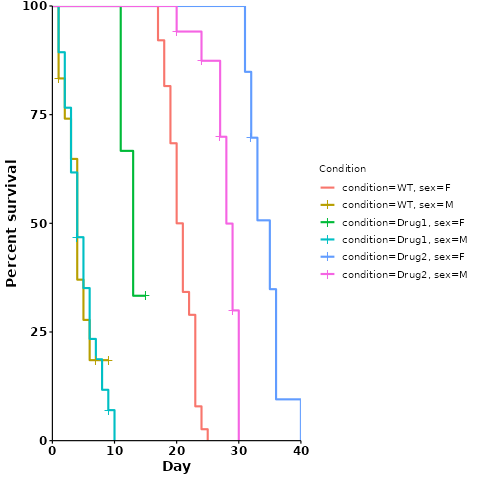 100
75
50
25
0
Percent survival
0 10 20 30 40
Day
Condition
condition=WT, sex=F
condition=WT, sex=M
condition=Drug1, sex=F
condition=Drug1, sex=M
condition=Drug2, sex=F
condition=Drug2, sex=M